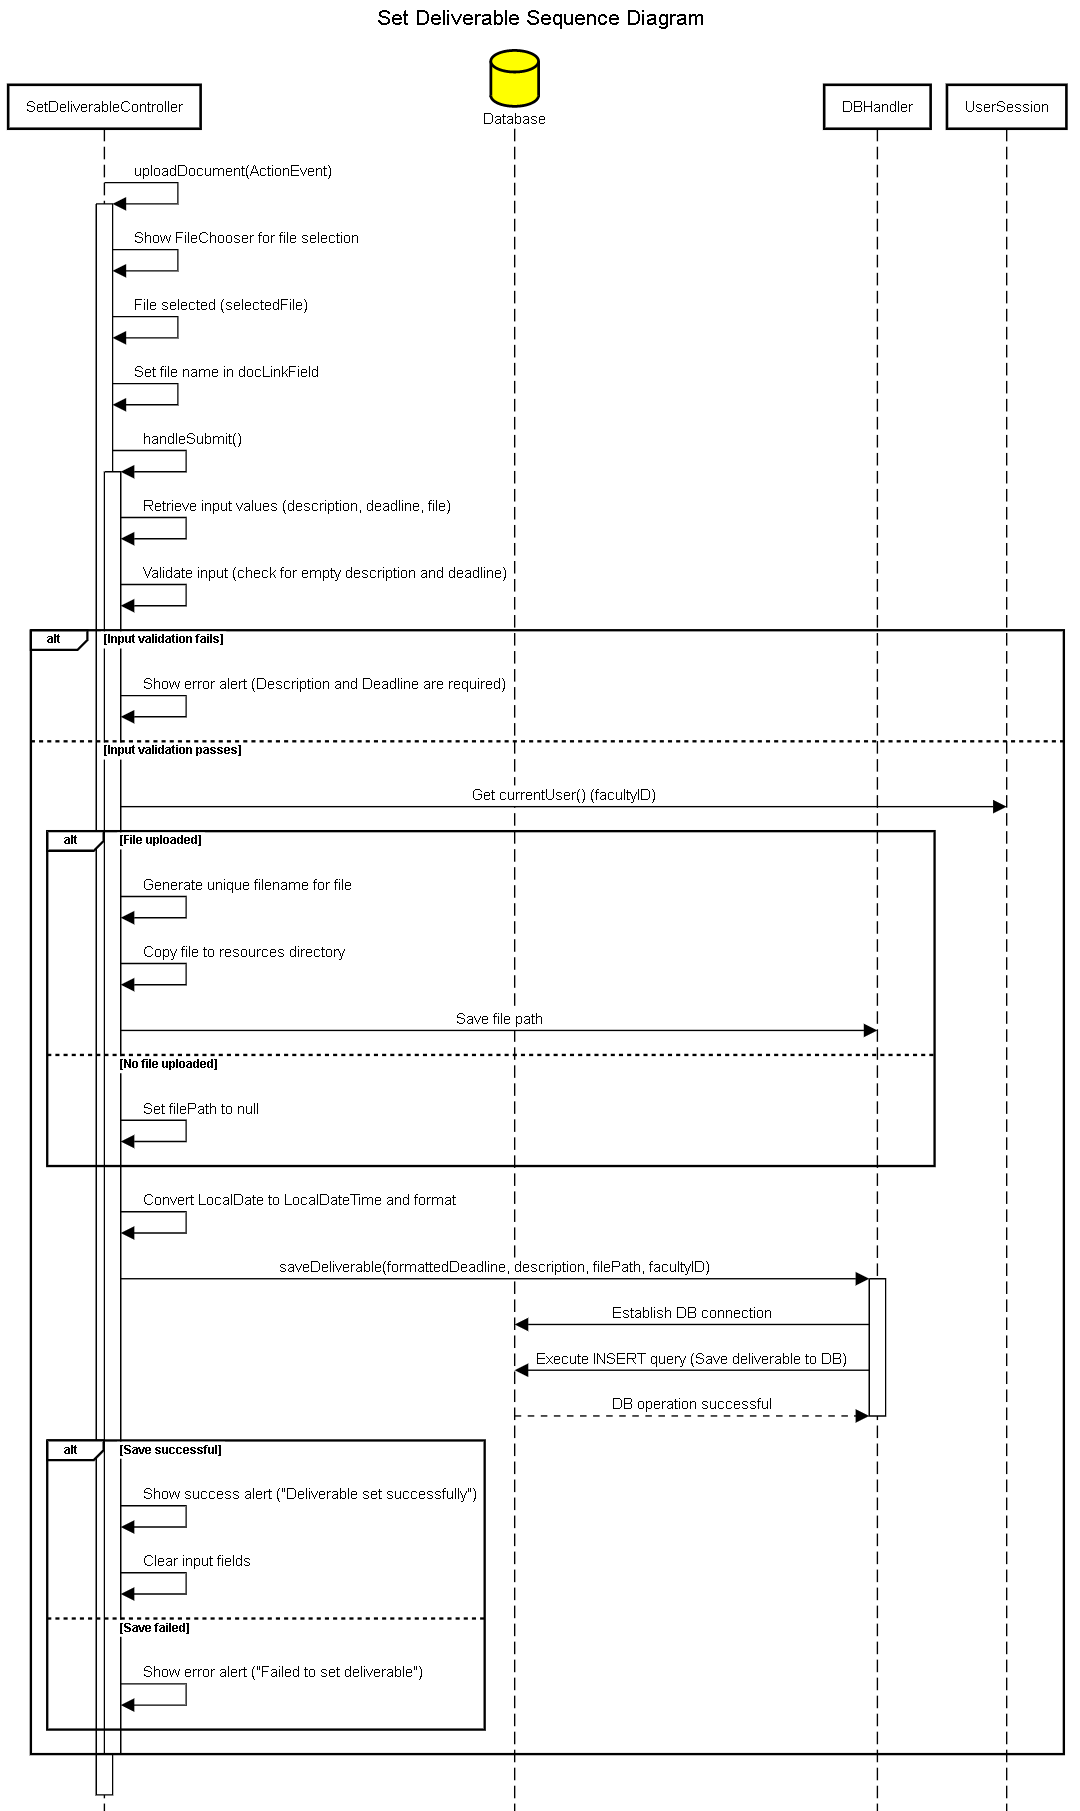 Set Deliverable Sequence Diagram
SetDeliverableController
Database
DBHandler
UserSession
uploadDocument(ActionEvent)
Show FileChooser for file selection
File selected (selectedFile)
Set file name in docLinkField
handleSubmit()
Retrieve input values (description, deadline, file)
Validate input (check for empty description and deadline)
alt [Input validation fails]
Show error alert (Description and Deadline are required)
[Input validation passes]
Get currentUser() (facultyID)
alt [File uploaded]
Generate unique filename for file
Copy file to resources directory
Save file path
[No file uploaded]
Set filePath to null
Convert LocalDate to LocalDateTime and format
saveDeliverable(formattedDeadline, description, filePath, facultyID)
Establish DB connection
Execute INSERT query (Save deliverable to DB)
DB operation successful
alt [Save successful]
Show success alert ("Deliverable set successfully")
Clear input fields
[Save failed]
Show error alert ("Failed to set deliverable")